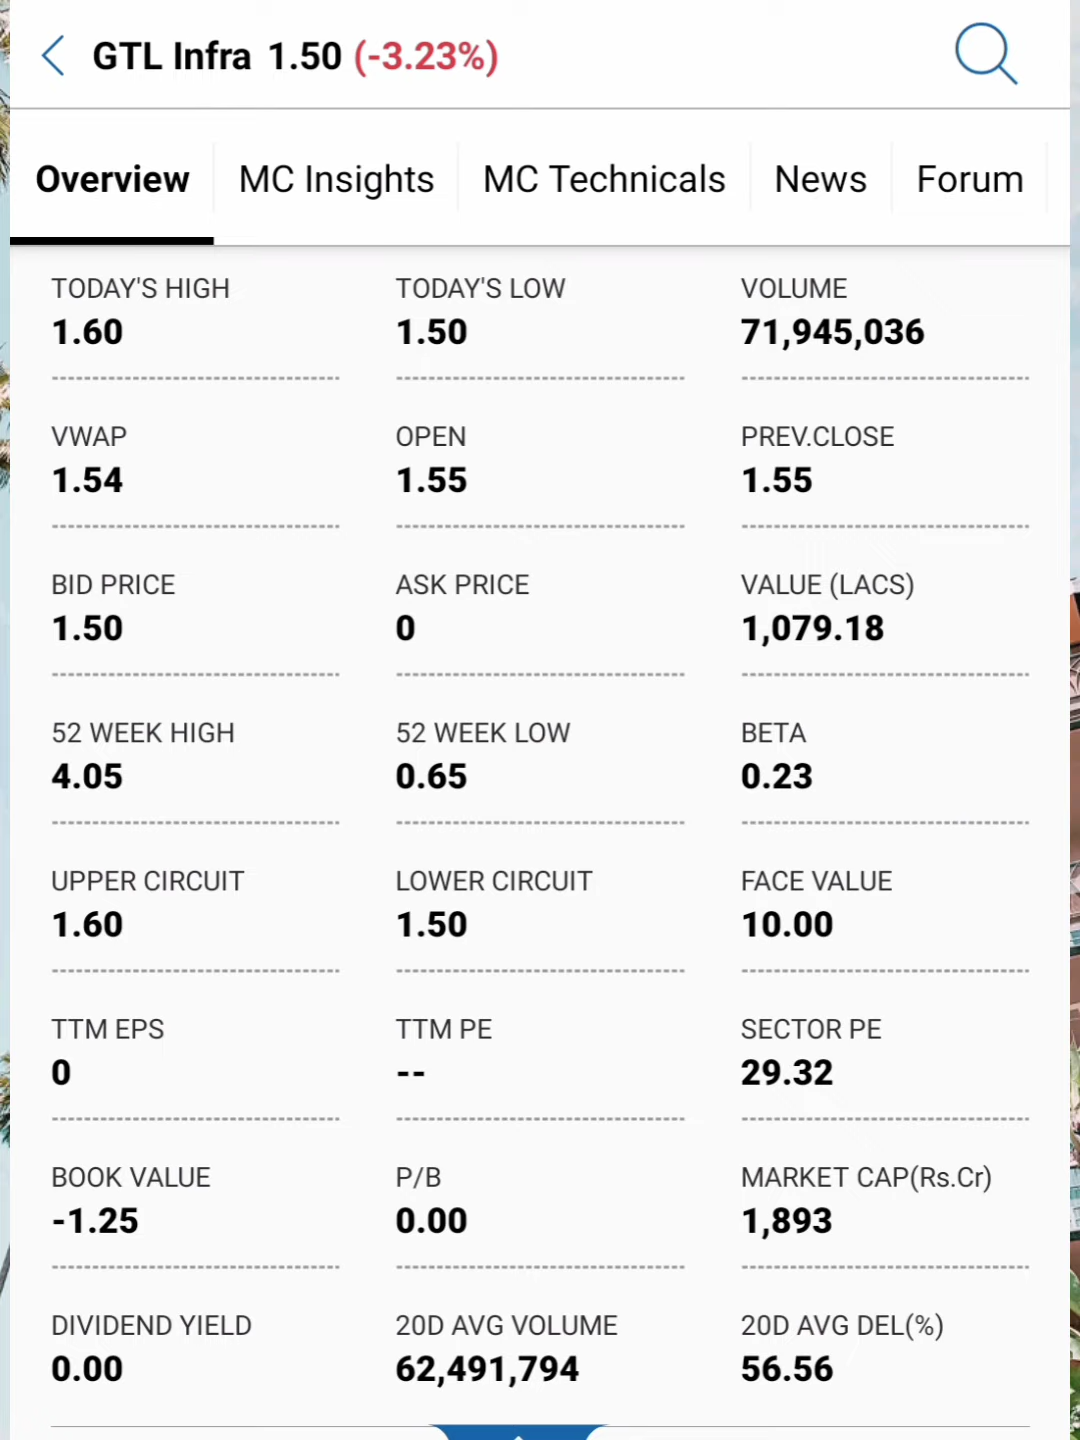 GTL Infra 1.50 (-3.23%)
Overview MC Insights MC Technicals News Forum
TODAY'S HIGH TODAY'S LOW VOLUME
1.60 1.50 71,945,036
VWAP OPEN PREV.CLOSE
1.54 1.55 1.55
BID PRICE ASK PRICE VALUE (LACS)
1.50 0 1,079.18
52 WEEK HIGH 52 WEEK LOW BETA
4.05 0.65 0.23
UPPER CIRCUIT LOWER CIRCUIT FACE VALUE
1.60 1.50 10.00
TTM EPS TTM PE SECTOR PE
0 -- 29.32
BOOK VALUE P/B MARKET CAP(Rs.Cr)
-1.25 0.00 1,893
DIVIDEND YIELD 20D AVG VOLUME 20D AVG DEL(%)
0.00 62,491,794 56.56